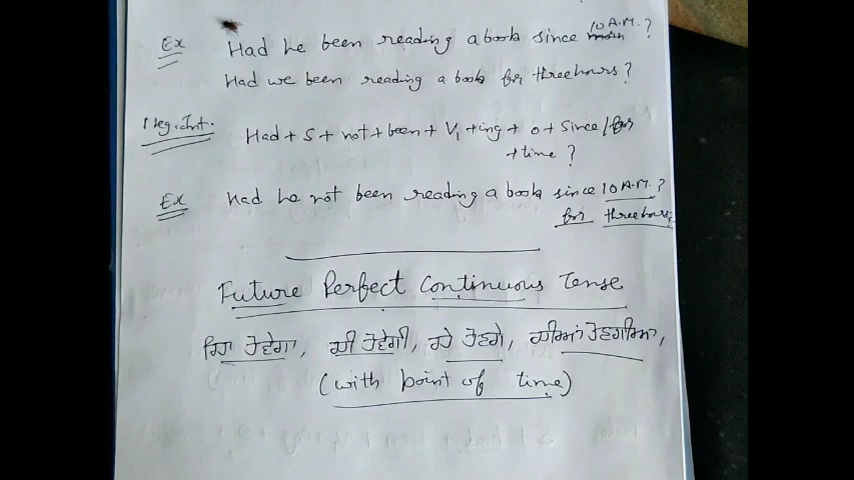 Ex Had he been reading a book since 10 A.M. ?
Had we been reading a book for three hours ?
Neg. Int. Had + S + not + been + V1 + ing + o + since / for
+ time ?
Ex Had he not been reading a book since 10 A.M. ?
for three hours ?
Future Perfect Continuous Tense
ਰਿਹਾ ਹੋਵੇਗਾ, ਰਹੀ ਹੋਵੇਗੀ, ਰਹੇ ਹੋਣਗੇ, ਰਹੀਆਂ ਹੋਣਗੀਆ,
(with point of time)